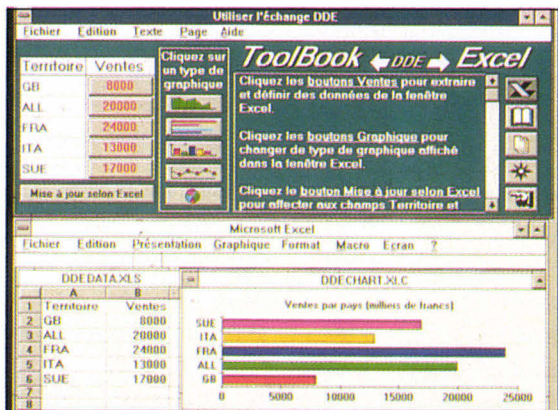 Utiliser l'échange DDE
Fichier Edition Texte Page Aide
Territoire Ventes
GB 8000
ALL 20000
FRA 24000
ITA 13000
SUE 17000
Mise à jour selon Excel
Cliquez sur
un type de
graphique
ToolBook DDE Excel
Cliquez les boutons Ventes pour extraire
et définir des données de la fenêtre
Excel.
Cliquez les boutons Graphique pour
changer de type de graphique affiché
dans la fenêtre Excel.
Cliquez le bouton Mise à jour selon Excel
pour affecter aux champs Territoire et
Microsoft Excel
Fichier Edition Présentation Graphique Format Macro Ecran ?
DDEDATA.XLS
A B
1 Territoire Ventes
2 GB 8000
3 ALL 20000
4 FRA 24000
5 ITA 13000
6 SUE 17000
7
8
DDECHART.XLC
Ventes par pays (milliers de francs)
SUE
ITA
FRA
ALL
GB
0 5000 10000 15000 20000 25000